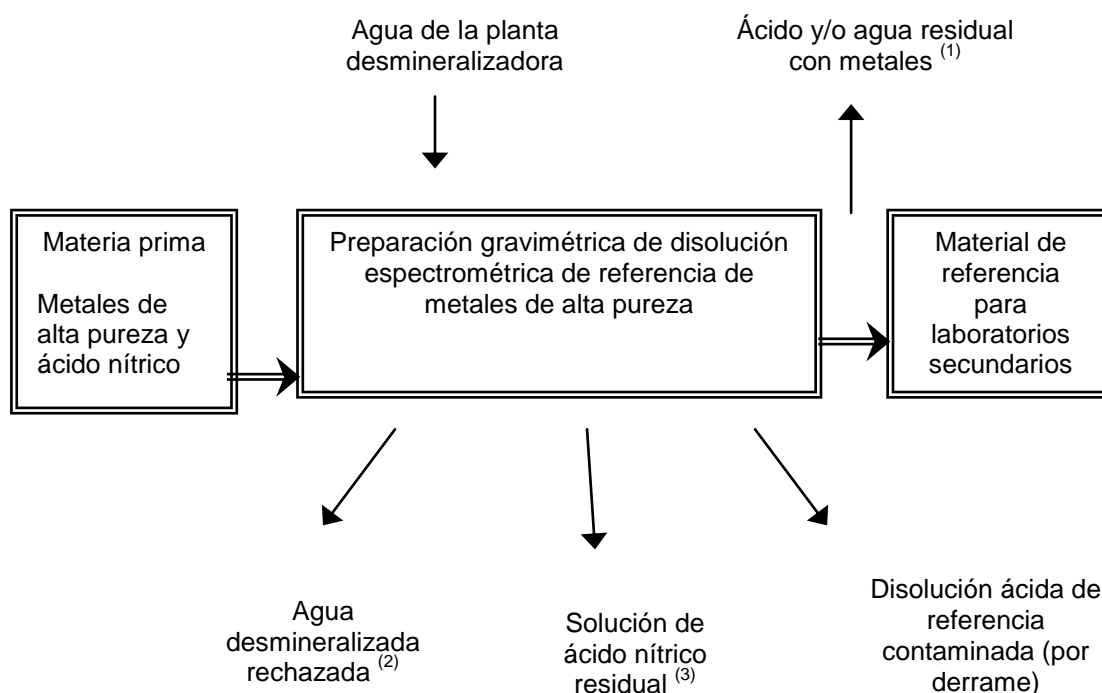 Agua de la planta
desmineralizadora
Ácido y/o agua residual
con metales (1)
Materia prima
Metales de
alta pureza y
ácido nítrico
Preparación gravimétrica de disolución
espectrométrica de referencia de
metales de alta pureza
Material de
referencia
para
laboratorios
secundarios
Agua
desmineralizada
rechazada (2)
Solución de
ácido nítrico
residual (3)
Disolución ácida de
referencia
contaminada (por
derrame)